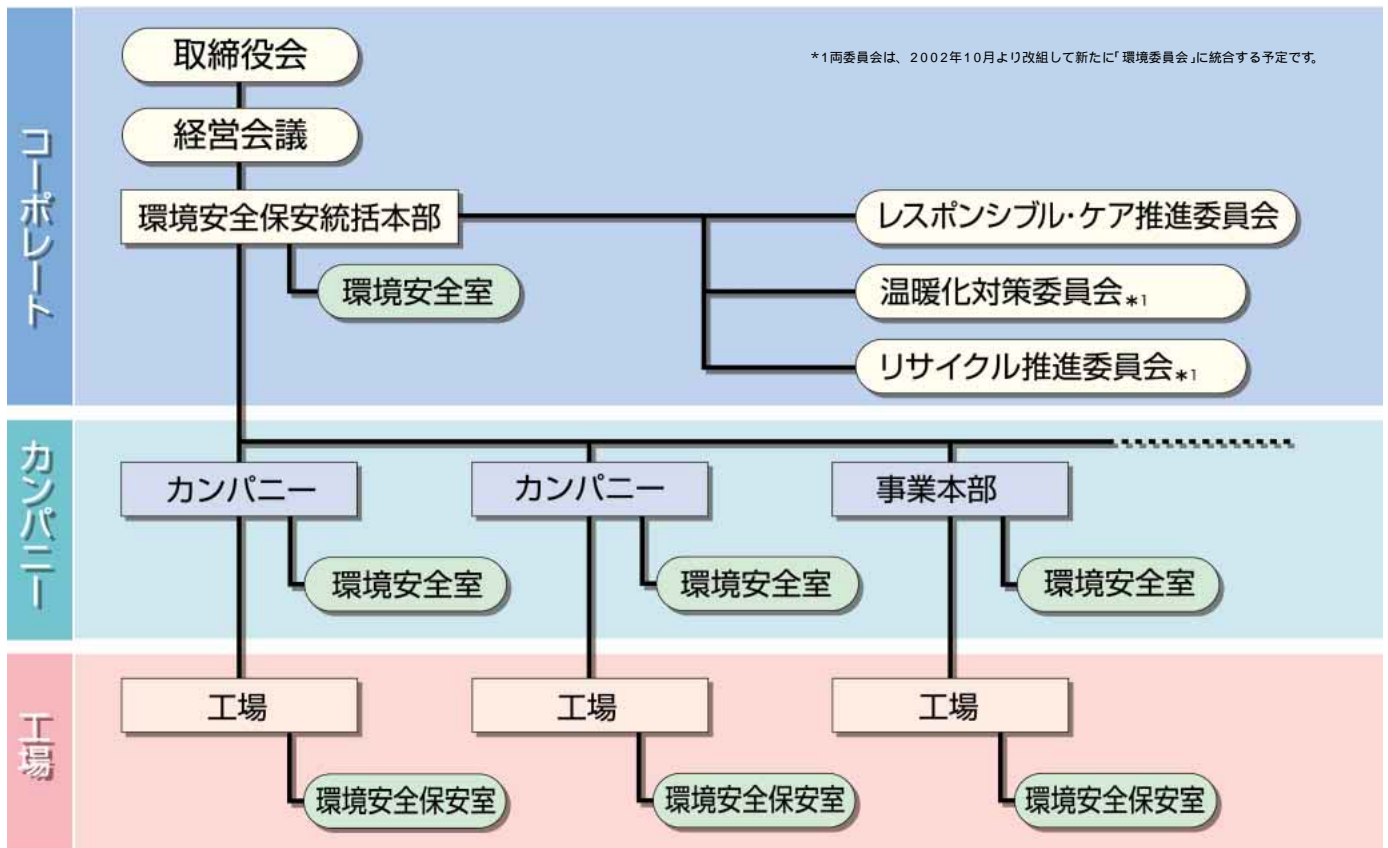 取締役会
*1両委員会は、2002年10月より改組して新たに「環境委員会」に統合する予定です。
経営会議
コーポレート
環境安全保安統括本部
レスポンシブル・ケア推進委員会
環境安全室
温暖化対策委員会*1
リサイクル推進委員会*1
カンパニー
カンパニー
カンパニー
事業本部
環境安全室
環境安全室
環境安全室
工場
工場
工場
工場
環境安全保安室
環境安全保安室
環境安全保安室